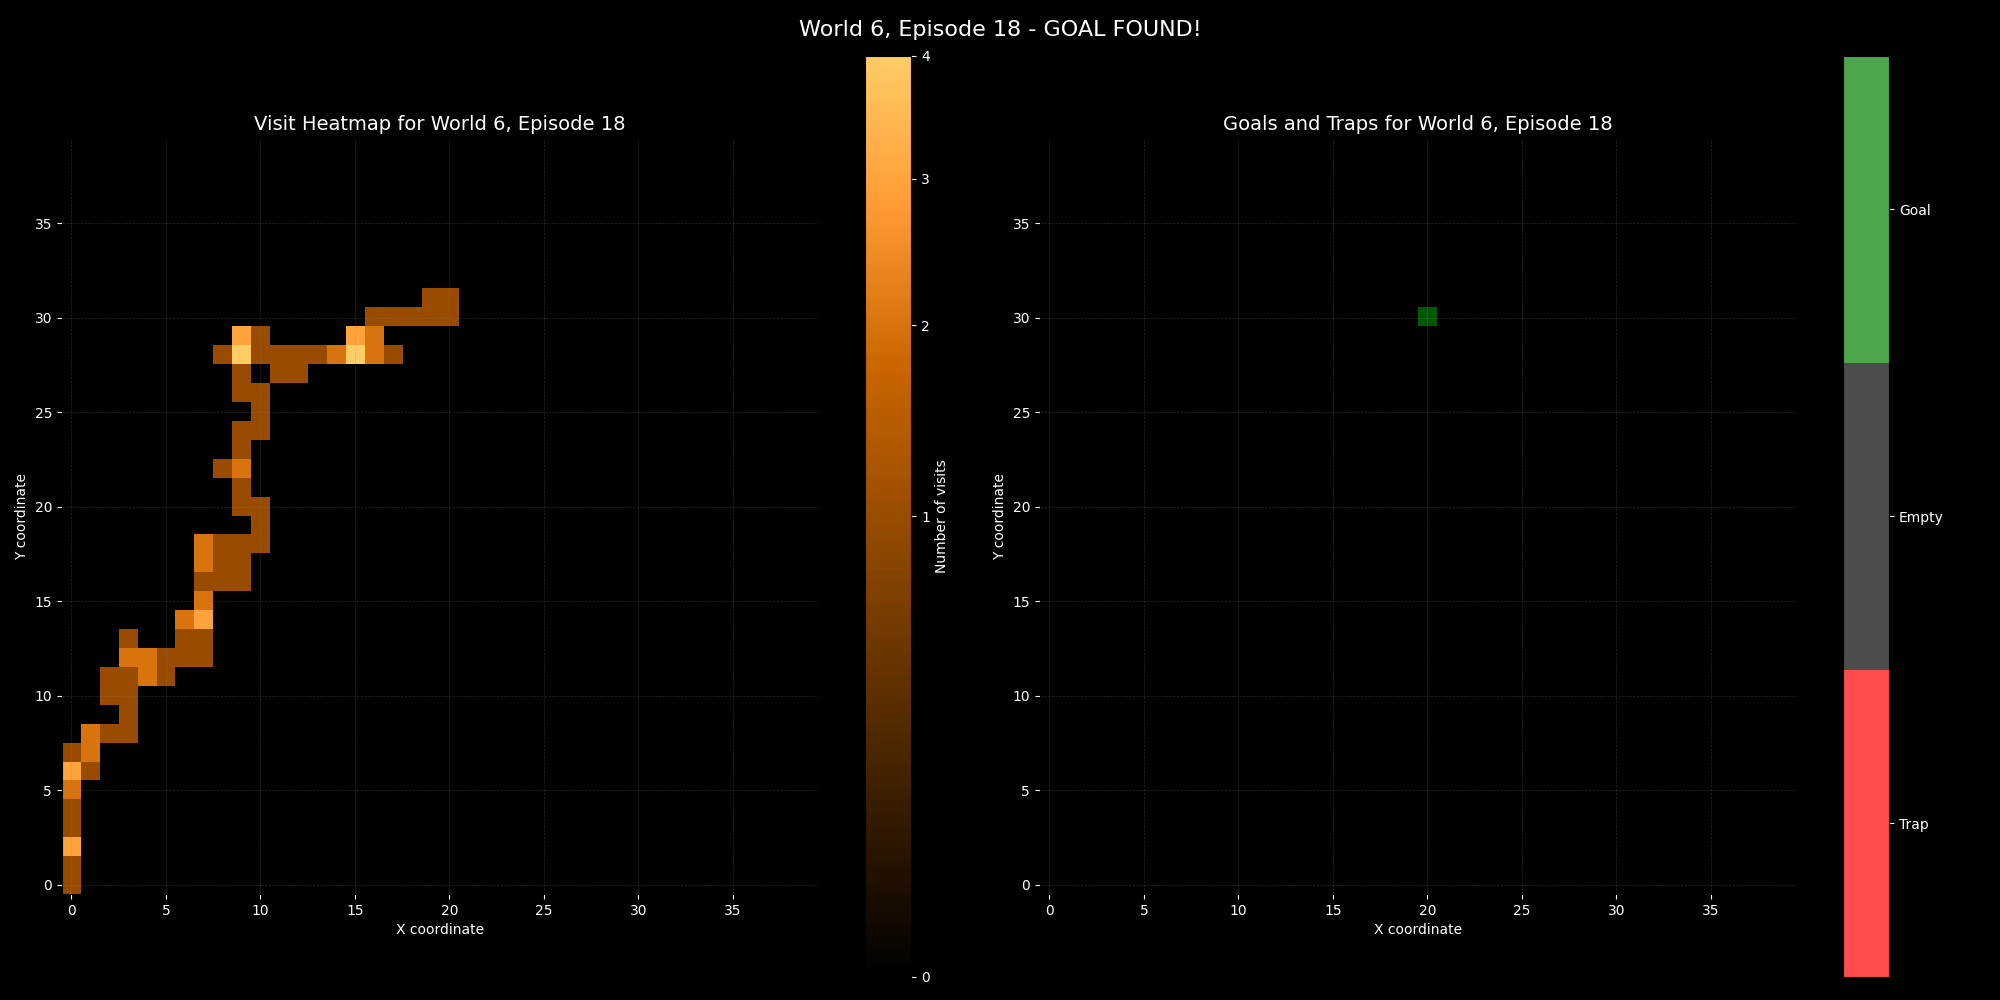 World 6, Episode 18 - GOAL FOUND!
Visit Heatmap for World 6, Episode 18
35
30
25
20
15
10
5
0
Y coordinate
0 5 10 15 20 25 30 35
X coordinate
4
3
2
1
0
Number of visits
Goals and Traps for World 6, Episode 18
35
30
25
20
15
10
5
0
Y coordinate
0 5 10 15 20 25 30 35
X coordinate
Goal
Empty
Trap